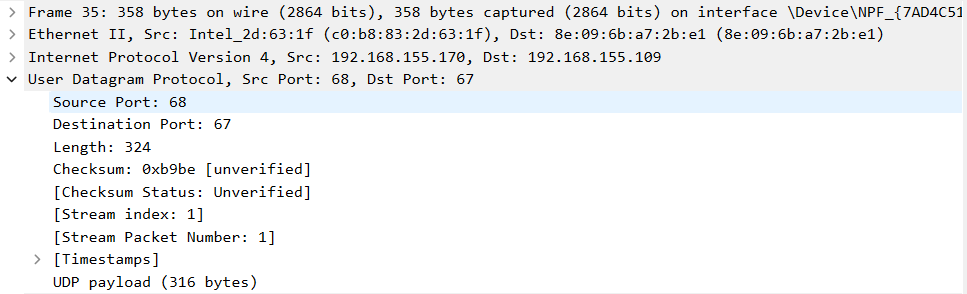 Frame 35: 358 bytes on wire (2864 bits), 358 bytes captured (2864 bits) on interface \Device\NPF_{7AD4C51
Ethernet II, Src: Intel_2d:63:1f (c0:b8:83:2d:63:1f), Dst: 8e:09:6b:a7:2b:e1 (8e:09:6b:a7:2b:e1)
Internet Protocol Version 4, Src: 192.168.155.170, Dst: 192.168.155.109
User Datagram Protocol, Src Port: 68, Dst Port: 67
Source Port: 68
Destination Port: 67
Length: 324
Checksum: 0xb9be [unverified]
[Checksum Status: Unverified]
[Stream index: 1]
[Stream Packet Number: 1]
[Timestamps]
UDP payload (316 bytes)